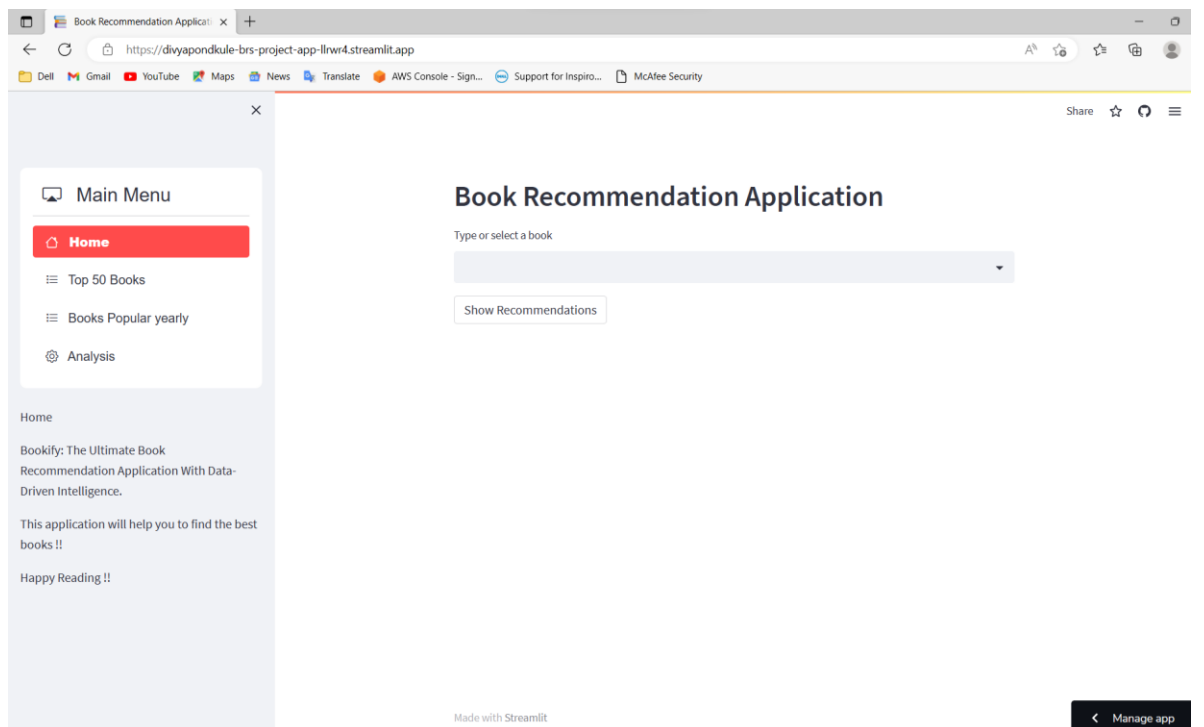 Book Recommendation Applicati
https://divyapondkule-brs-project-app-llrwr4.streamlit.app
Dell Gmail YouTube Maps News Translate AWS Console - Sign... Support for Inspiro... McAfee Security
Share
Main Menu
Home
Top 50 Books
Books Popular yearly
Analysis
Home
Bookify: The Ultimate Book
Recommendation Application With Data-
Driven Intelligence.
This application will help you to find the best
books !!
Happy Reading !!
Book Recommendation Application
Type or select a book
Show Recommendations
Made with Streamlit
Manage app